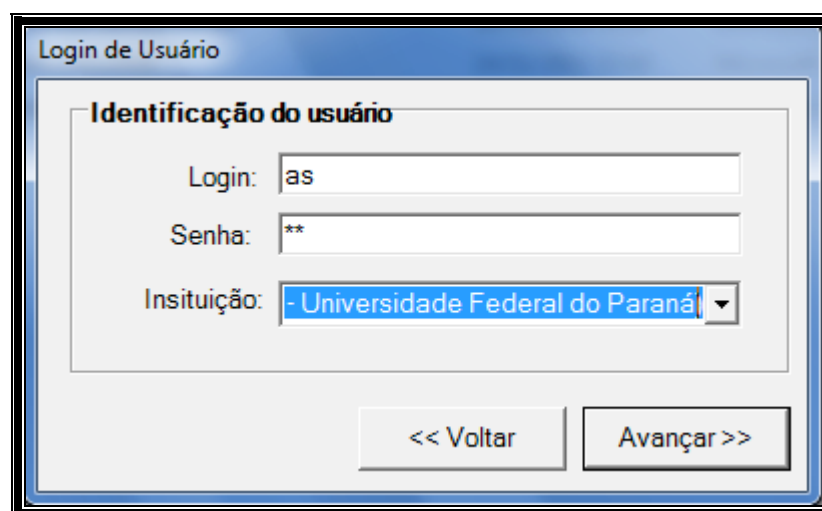 Login de Usuário
Identificação do usuário
Login: as
Senha: **
Insituição: - Universidade Federal do Paraná
<< Voltar Avançar >>